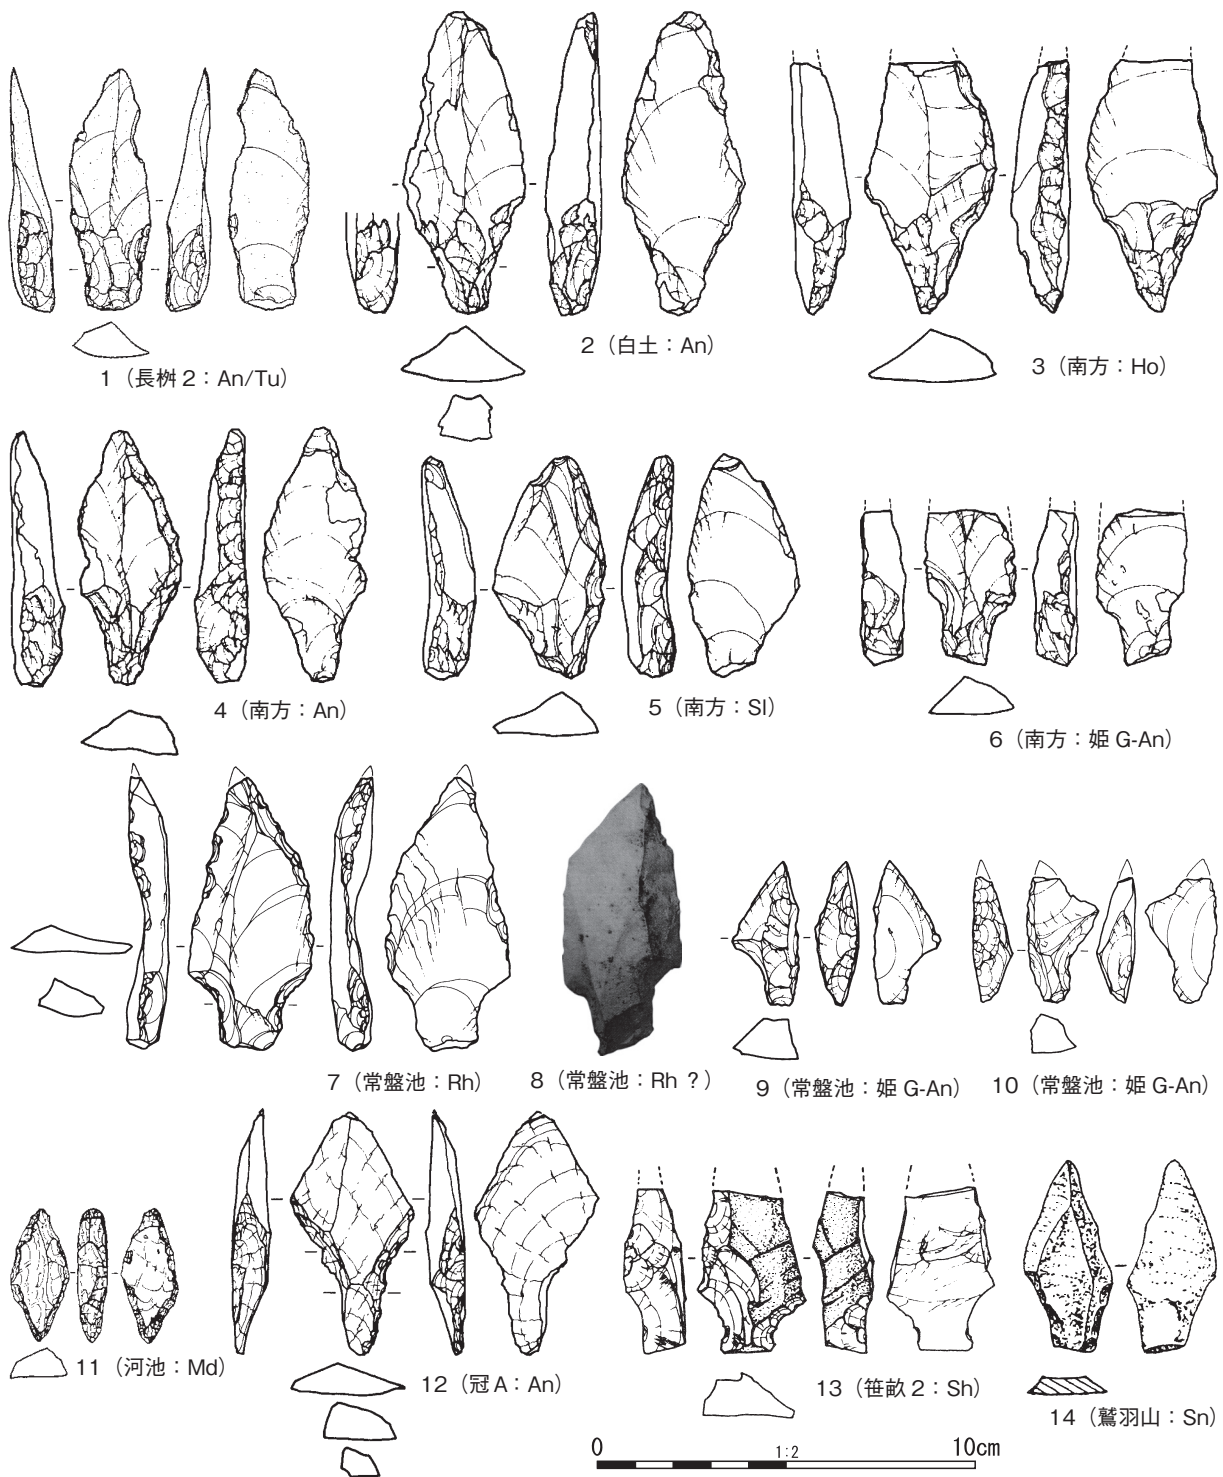 1（長桝2：An/Tu）
2（白土：An）
3（南方：Ho）
4（南方：An）
5（南方：Sl）
6（南方：姫 G-An）
7（常盤池：Rh）
8（常盤池：Rh ?）
9（常盤池：姫 G-An）
10（常盤池：姫 G-An）
11（河池：Md）
12（冠 A：An）
13（笹畝 2：Sh）
14（鷲羽山：Sn）
0 1:2 10cm